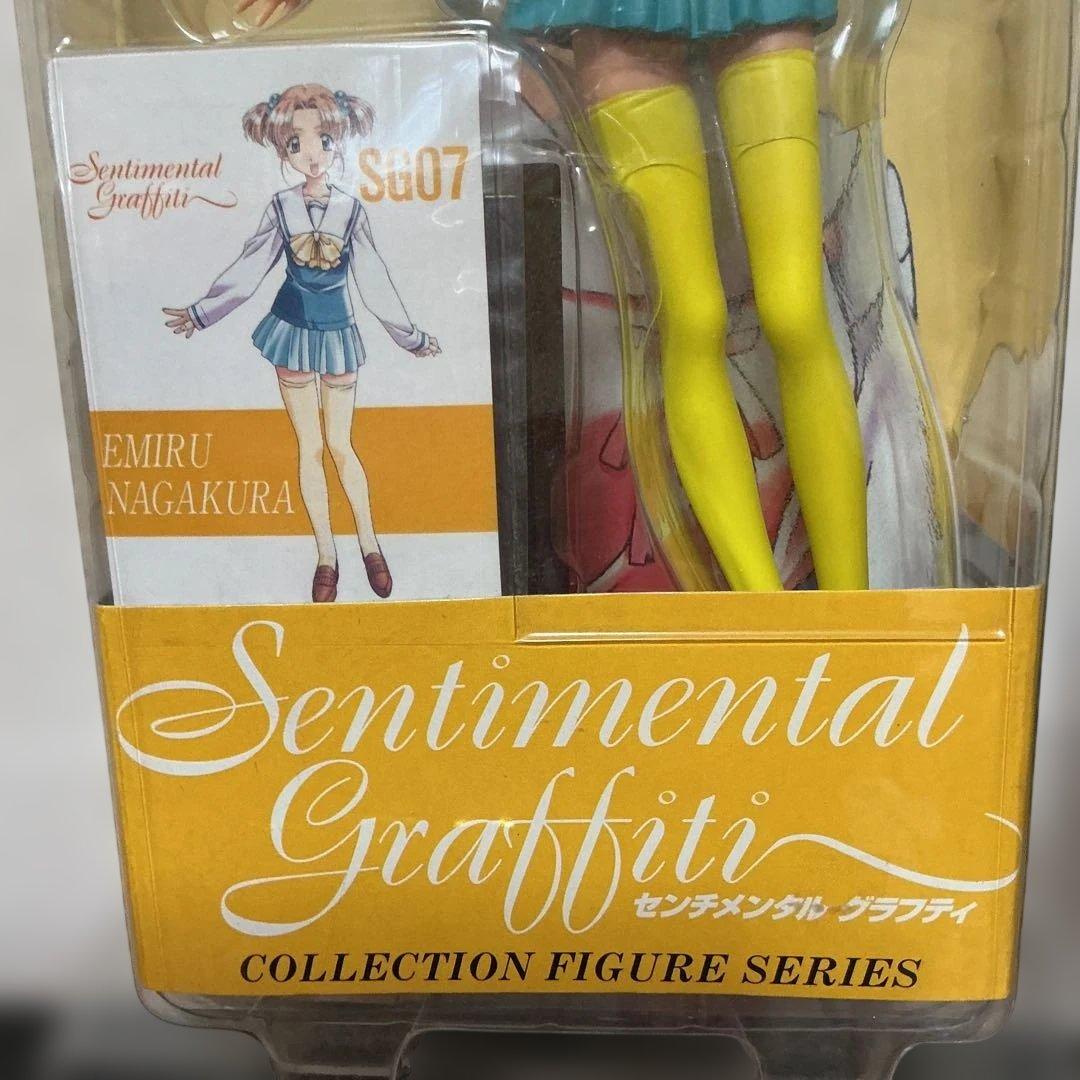 Sentimental
Graffiti
SG07
EMIRU
NAGAKURA
Sentimental
Graffiti
センチメンタル グラフティ
COLLECTION FIGURE SERIES